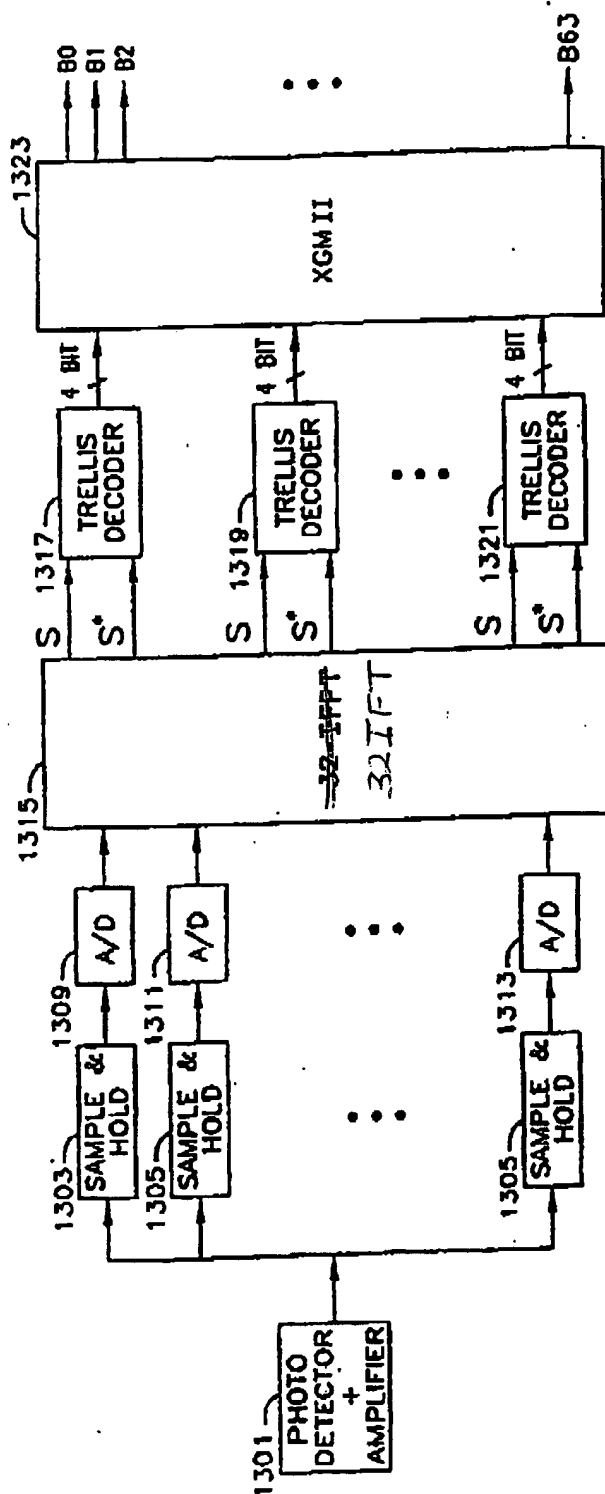 1301
PHOTO
DETECTOR
+
AMPLIFIER
1303
SAMPLE &
HOLD
1305
SAMPLE &
HOLD
1305
SAMPLE &
HOLD
1309
A/D
1311
A/D
1313
A/D
1315
32 IFFT
32IFT
S
S*
S
S*
S
S*
1317
TRELLIS
DECODER
1319
TRELLIS
DECODER
1321
TRELLIS
DECODER
4 BIT
4 BIT
4 BIT
1323
XGMII
B0
B1
B2
B63